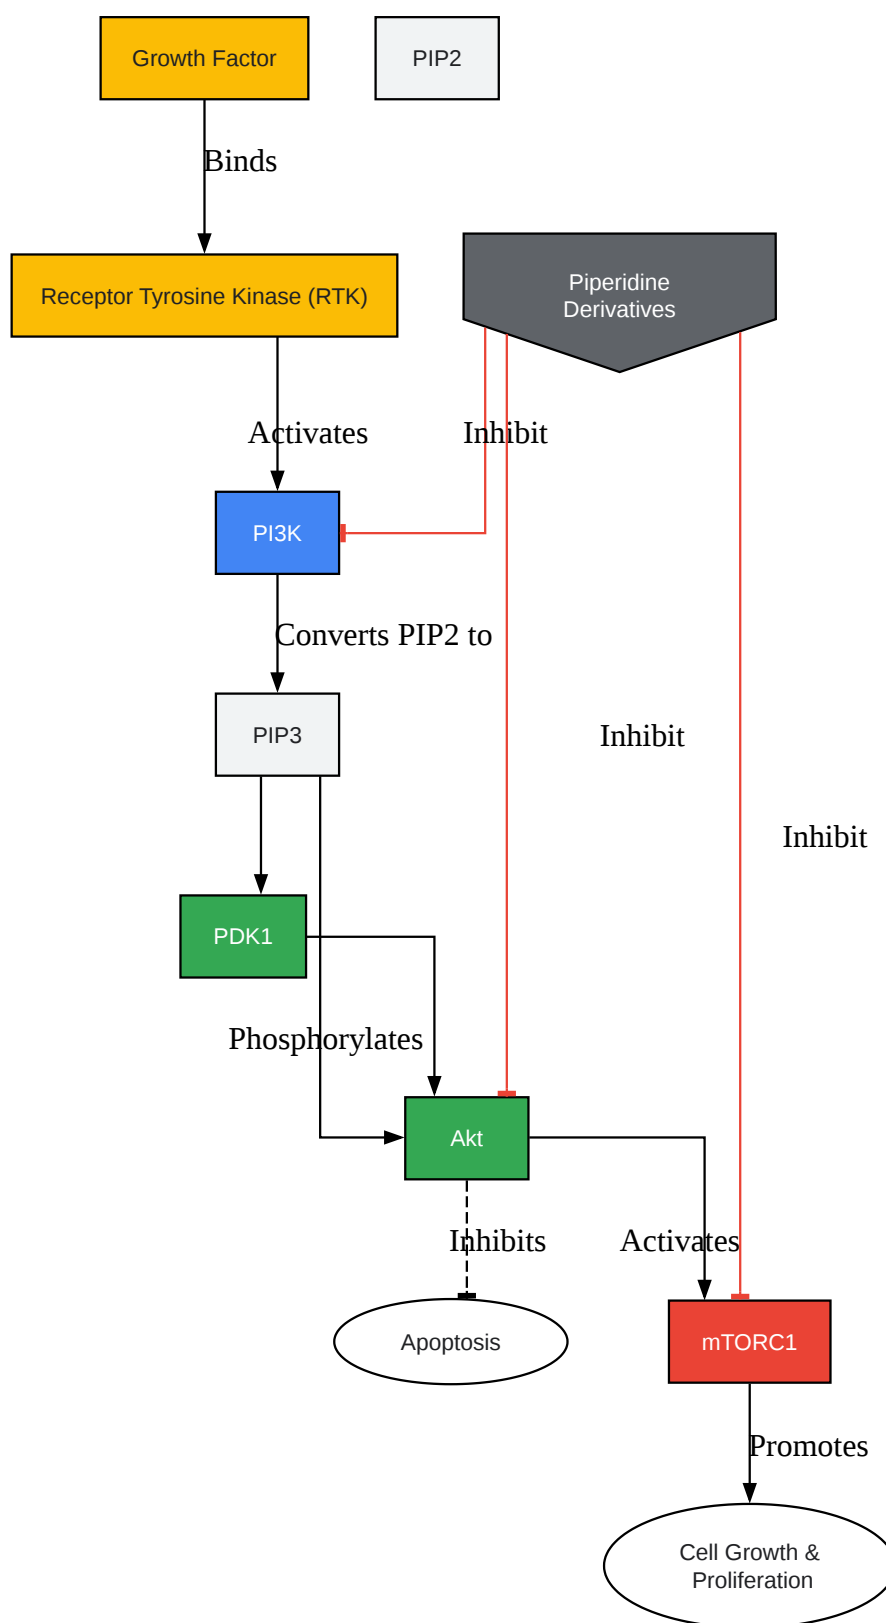 Growth Factor
PIP2
Binds
Receptor Tyrosine Kinase (RTK)
Piperidine
Derivatives
Activates
Inhibit
PI3K
Converts PIP2 to
PIP3
Inhibit
Inhibit
PDK1
Phosphorylates
Akt
Inhibits
Activates
Apoptosis
mTORC1
Promotes
Cell Growth &
Proliferation